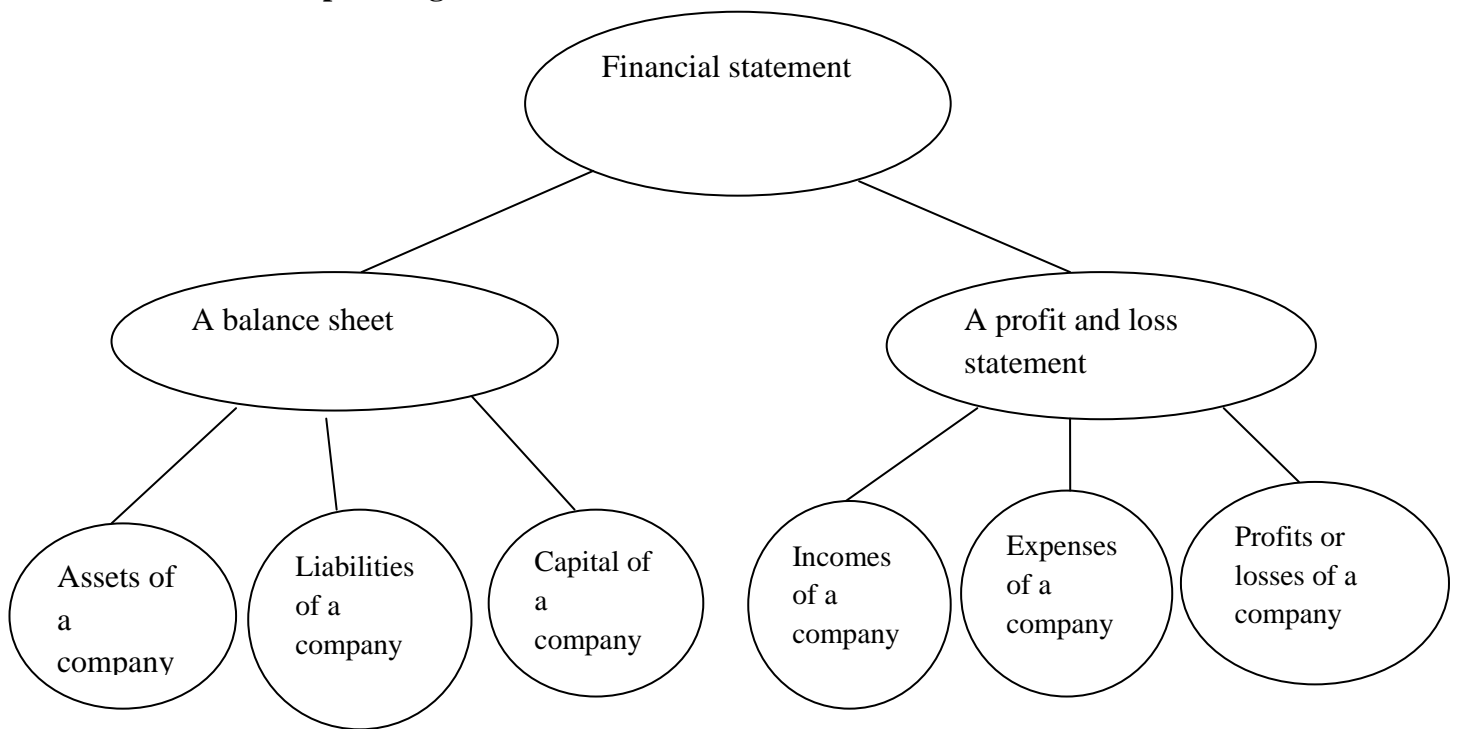 Financial statement
A balance sheet
A profit and loss
statement
Assets of
a
company
Liabilities
of a
company
Capital of
a
company
Incomes
of a
company
Expenses
of a
company
Profits or
losses of a
company